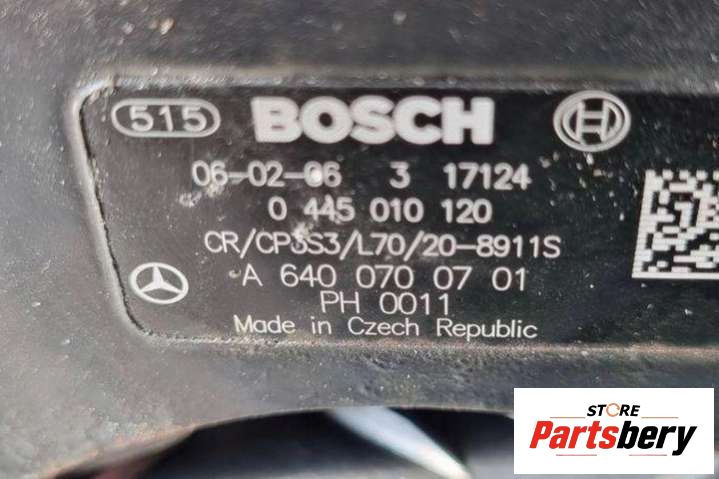 515 BOSCH
06-02-06 3 17124
0 445 010 120
CR/CP3S3/L70/20-8911S
A 640 070 07 01
PH 0011
Made in Czech Republic
STORE
Partsbery